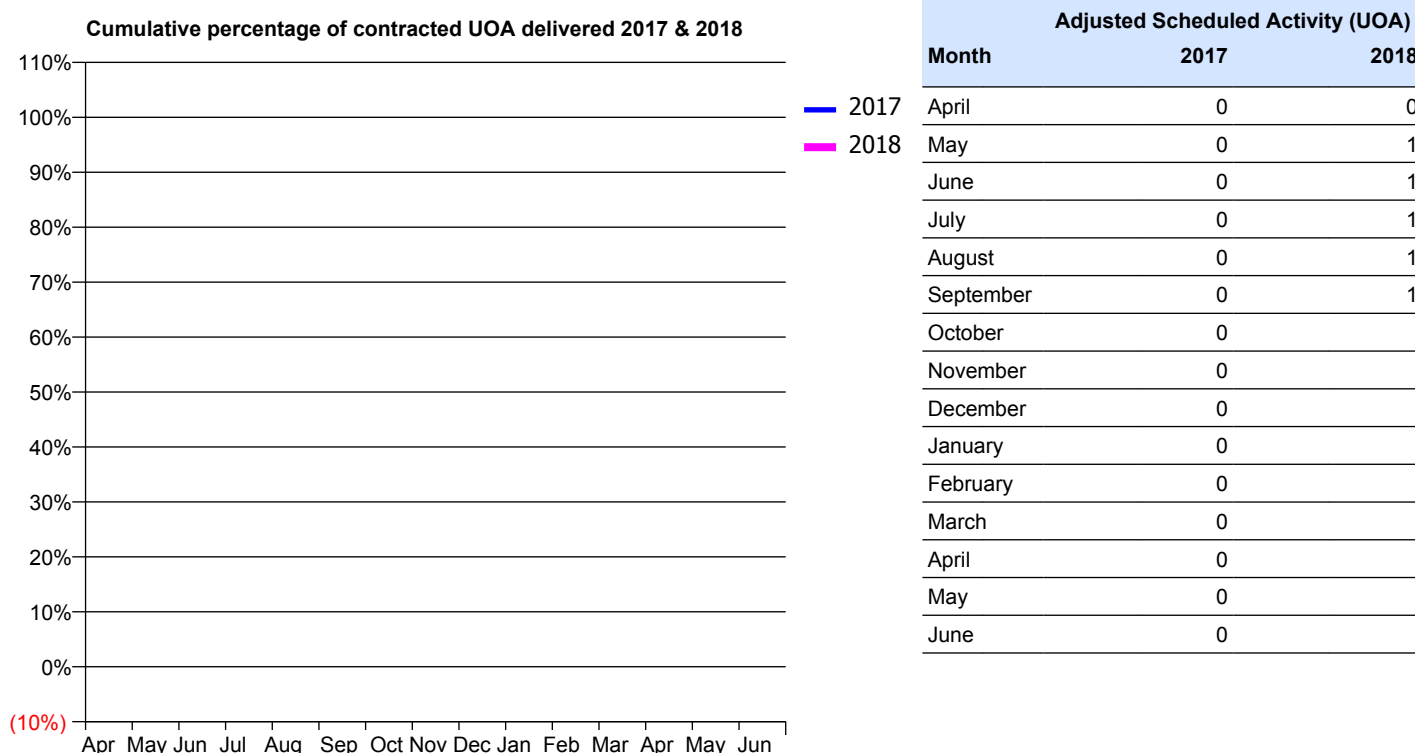 Cumulative percentage of contracted UOA delivered 2017 & 2018
110%
100%
90%
80%
70%
60%
50%
40%
30%
20%
10%
0%
(10%)
Apr May Jun Jul Aug Sep Oct Nov Dec Jan Feb Mar Apr May Jun
2017
2018
Adjusted Scheduled Activity (UOA)
Month 2017 2018
April 0 0
May 0 1
June 0 1
July 0 1
August 0 1
September 0 1
October 0
November 0
December 0
January 0
February 0
March 0
April 0
May 0
June 0